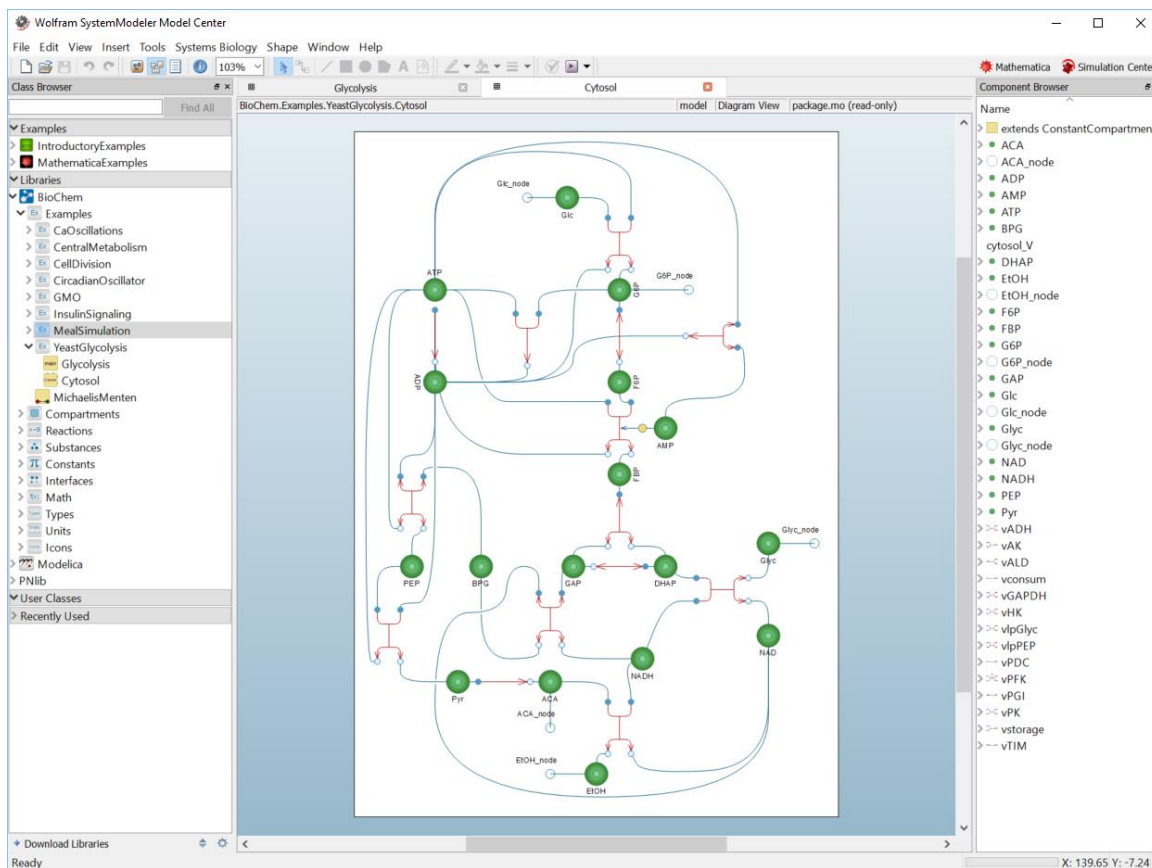 Wolfram SystemModeler Model Center
File Edit View Insert Tools Systems Biology Shape Window Help
103%
A
Mathematica
Simulation Cente
Class Browser
Find All
Examples
IntroductoryExamples
MathematicaExamples
Libraries
BioChem
Examples
CaOscillations
CentralMetabolism
CellDivision
CircadianOscillator
GMO
InsulinSignaling
MealSimulation
YeastGlycolysis
Glycolysis
Cytosol
MichaelisMenten
Compartments
Reactions
Substances
Constants
Interfaces
Math
Types
Units
Icons
Modelica
PNlib
User Classes
Recently Used
Download Libraries
Ready
Glycolysis
Cytosol
BioChem.Examples.YeastGlycolysis.Cytosol
model
Diagram View
package.mo (read-only)
Glc_node
Glc
ATP
G6P_node
G6P
ADP
F6P
AMP
FBP
Glyc_node
Glyc
PEP
BPG
GAP
DHAP
NAD
NADH
Pyr
ACA
ACA_node
EtOH_node
EtOH
Component Browser
Name
extends ConstantCompartmen
ACA
ACA_node
ADP
AMP
ATP
BPG
cytosol_V
DHAP
EtOH
EtOH_node
F6P
FBP
G6P
G6P_node
GAP
Glc
Glc_node
Glyc
Glyc_node
NAD
NADH
PEP
Pyr
vADH
vAK
vALD
vconsum
vGAPDH
vHK
vlpGlyc
vlpPEP
vPDC
vPFK
vPGI
vPK
vstorage
vTIM
X: 139.65 Y: -7.24